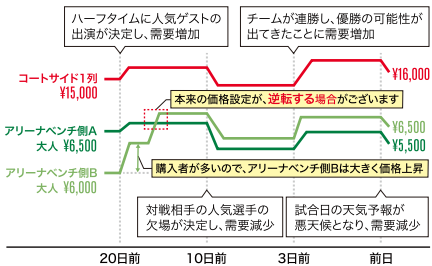 ハーフタイムに人気ゲストの
出演が決定し、需要増加
チームが連勝し、優勝の可能性が
出てきたことに需要増加
コートサイド1列
¥15,000
¥16,000
本来の価格設定が、逆転する場合がございます
アリーナベンチ側A
大人 ¥6,500
¥6,500
¥5,500
アリーナベンチ側B
大人 ¥6,000
購入者が多いので、アリーナベンチ側Bは大きく価格上昇
対戦相手の人気選手の
欠場が決定し、需要減少
試合日の天気予報が
悪天候となり、需要減少
20日前
10日前
3日前
前日